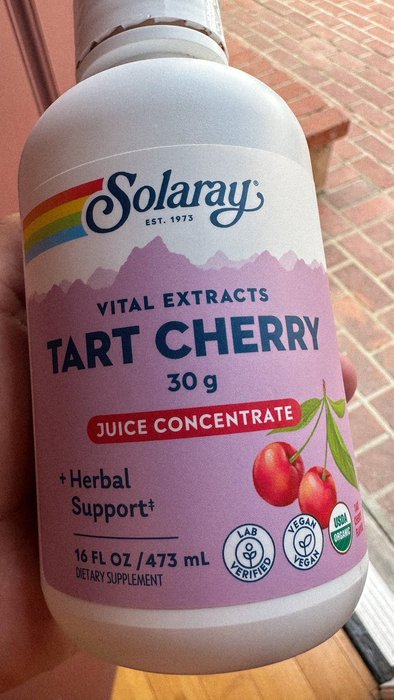 Solaray®
EST. 1973
VITAL EXTRACTS
TART CHERRY
30 g
JUICE CONCENTRATE
+ Herbal
Support‡
16 FL OZ / 473 mL
DIETARY SUPPLEMENT
LAB
VERIFIED
VEGAN
VEGAN
USDA
ORGANIC